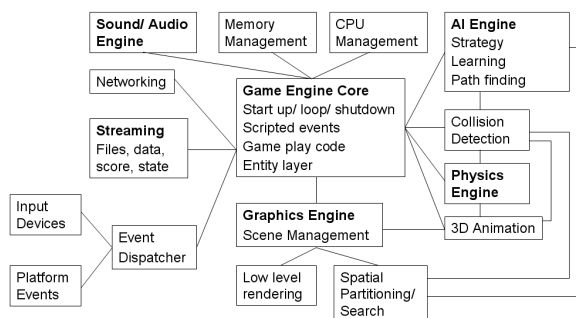 Sound/ Audio
Engine
Memory
Management
CPU
Management
AI Engine
Strategy
Learning
Path finding
Networking
Game Engine Core
Start up/ loop/ shutdown
Scripted events
Game play code
Entity layer
Streaming
Files, data,
score, state
Collision
Detection
Physics
Engine
Input
Devices
Event
Dispatcher
Graphics Engine
Scene Management
3D Animation
Platform
Events
Low level
rendering
Spatial
Partitioning/
Search